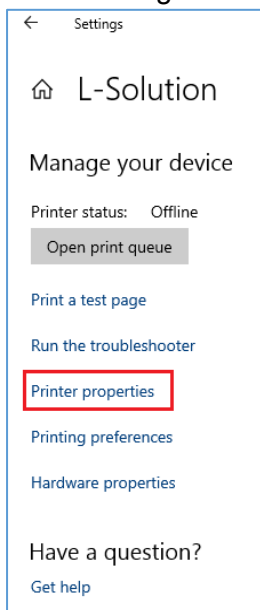 Settings
L-Solution
Manage your device
Printer status: Offline
Open print queue
Print a test page
Run the troubleshooter
Printer properties
Printing preferences
Hardware properties
Have a question?
Get help